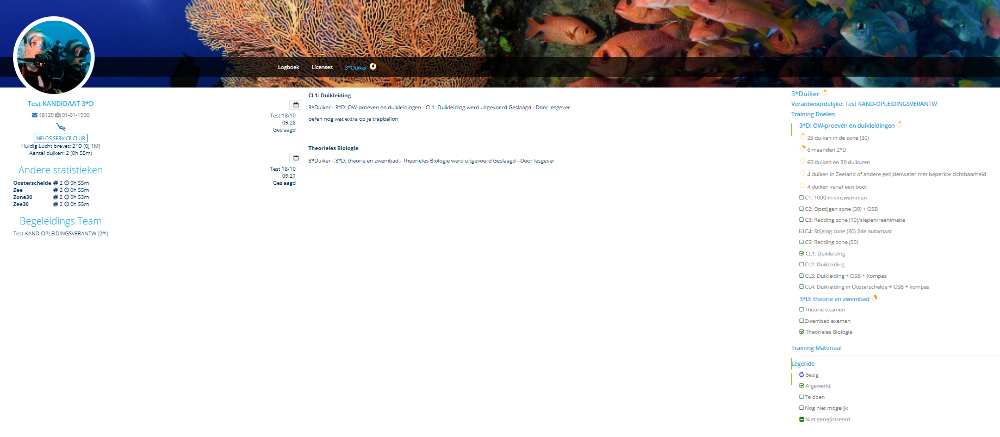 Logboek Licenses 3*Duiker
Test KANDIDAAT 3*D
48129 01-01-1900
NELOS SERVICE CLUB
Huidig Lucht brevet: 2*D (0J 1M)
Aantal duiken: 2 (0h 55m)
Andere statistieken
Oosterschelde # 2 0h 55m
Zee # 2 0h 55m
Zone30 # 2 0h 55m
Zee30 # 2 0h 55m
Begeleidings Team
Test KAND-OPLEIDINGSVERANTW (2*I)
Test 18/10
09:28
Geslaagd
CL1: Duikleiding
3*Duiker - 3*D: OW-proeven en duikleidingen - CL1: Duikleiding werd uitgevoerd Geslaagd - Door lesgever
oefen nog wat extra op je trapballon
Test 18/10
09:27
Geslaagd
Theorieles Biologie
3*Duiker - 3*D: theorie en zwembad - Theorieles Biologie werd uitgevoerd Geslaagd - Door lesgever
3*Duiker
Verantwoordelijke: Test KAND-OPLEIDINGSVERANTW
Training Doelen
3*D: OW-proeven en duikleidingen
25 duiken in de zone (30)
6 maanden 2*D
60 duiken en 30 duikuren
4 duiken in Zeeland of andere getijdenwater met beperkte zichtbaarheid
4 duiken vanaf een boot
C1: 1000 m vinzwemmen
C2: Opstijgen zone (30) + OSB
C3: Redding zone (10)/slepen/reanimatie
C4: Stijging zone (30) 2de automaat
C5: Redding zone (30)
CL1: Duikleiding
CL2: Duikleiding
CL3: Duikleiding + OSB + Kompas
CL4: Duikleiding in Oosterschelde + OSB + kompas
3*D: theorie en zwembad
Theorie examen
Zwembad examen
Theorieles Biologie
Training Materiaal
Legende
Bezig
Afgewerkt
Te doen
Nog niet mogelijk
Niet geregistreerd